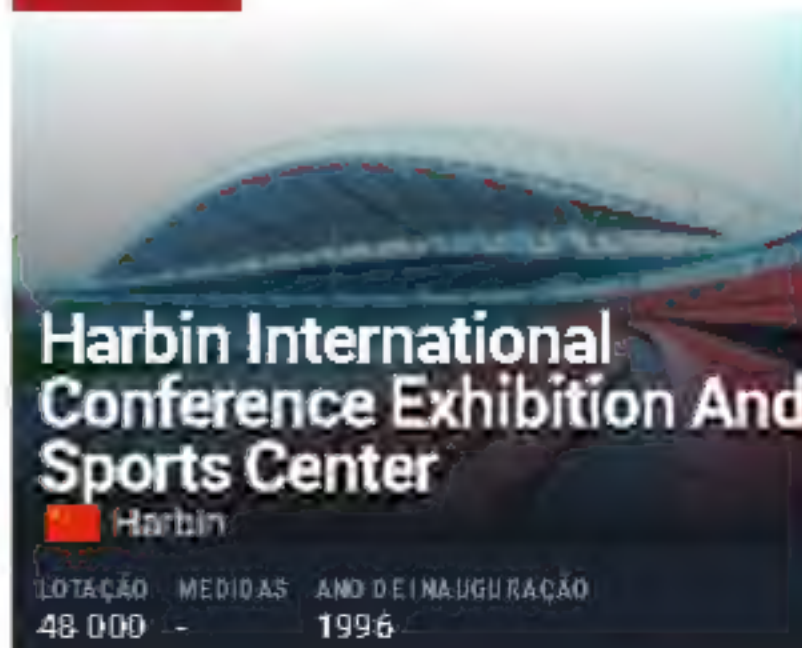 Harbin International
Conference Exhibition And
Sports Center
Harbin
LOTAÇÃO MEDIDAS ANO DE INAUGURAÇÃO
48 000 - 1996